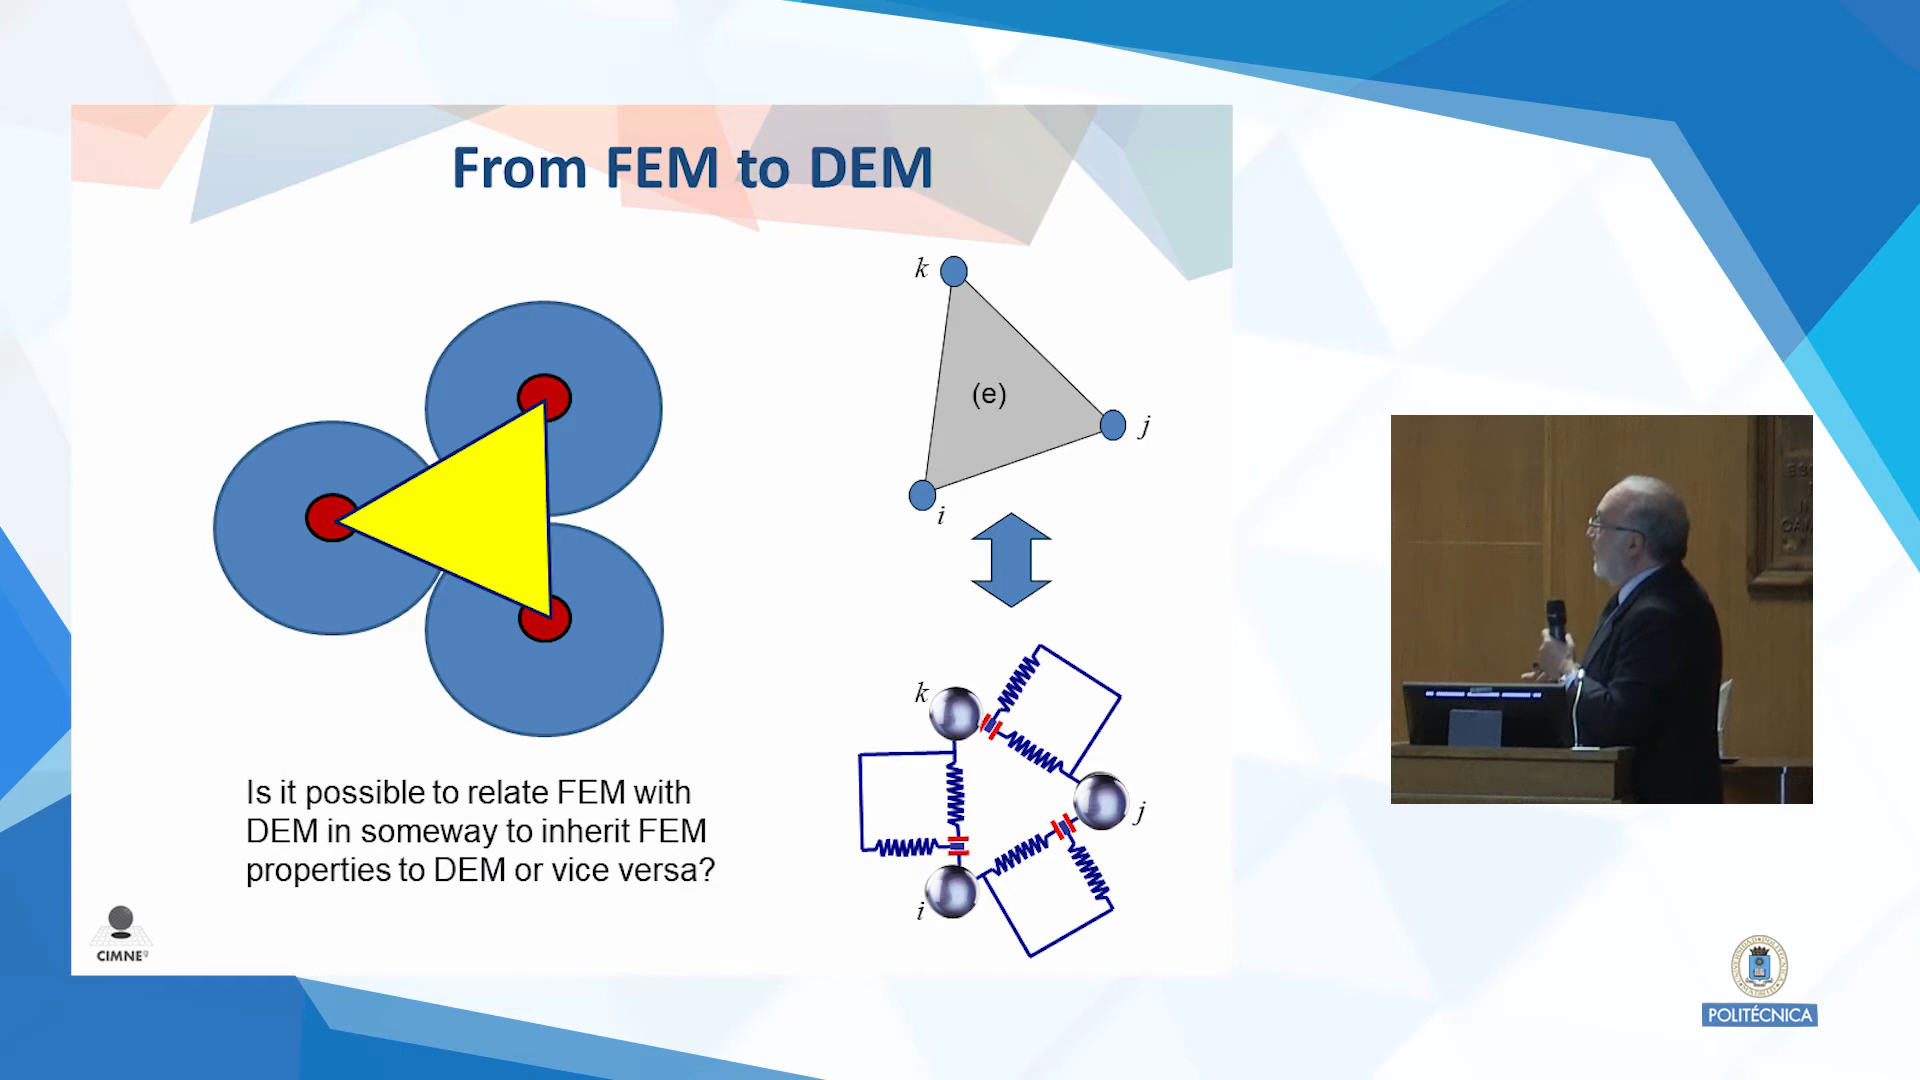 From FEM to DEM
k
(e)
j
i
k
j
i
Is it possible to relate FEM with
DEM in someway to inherit FEM
properties to DEM or vice versa?
CIMNE
POLITÉCNICA